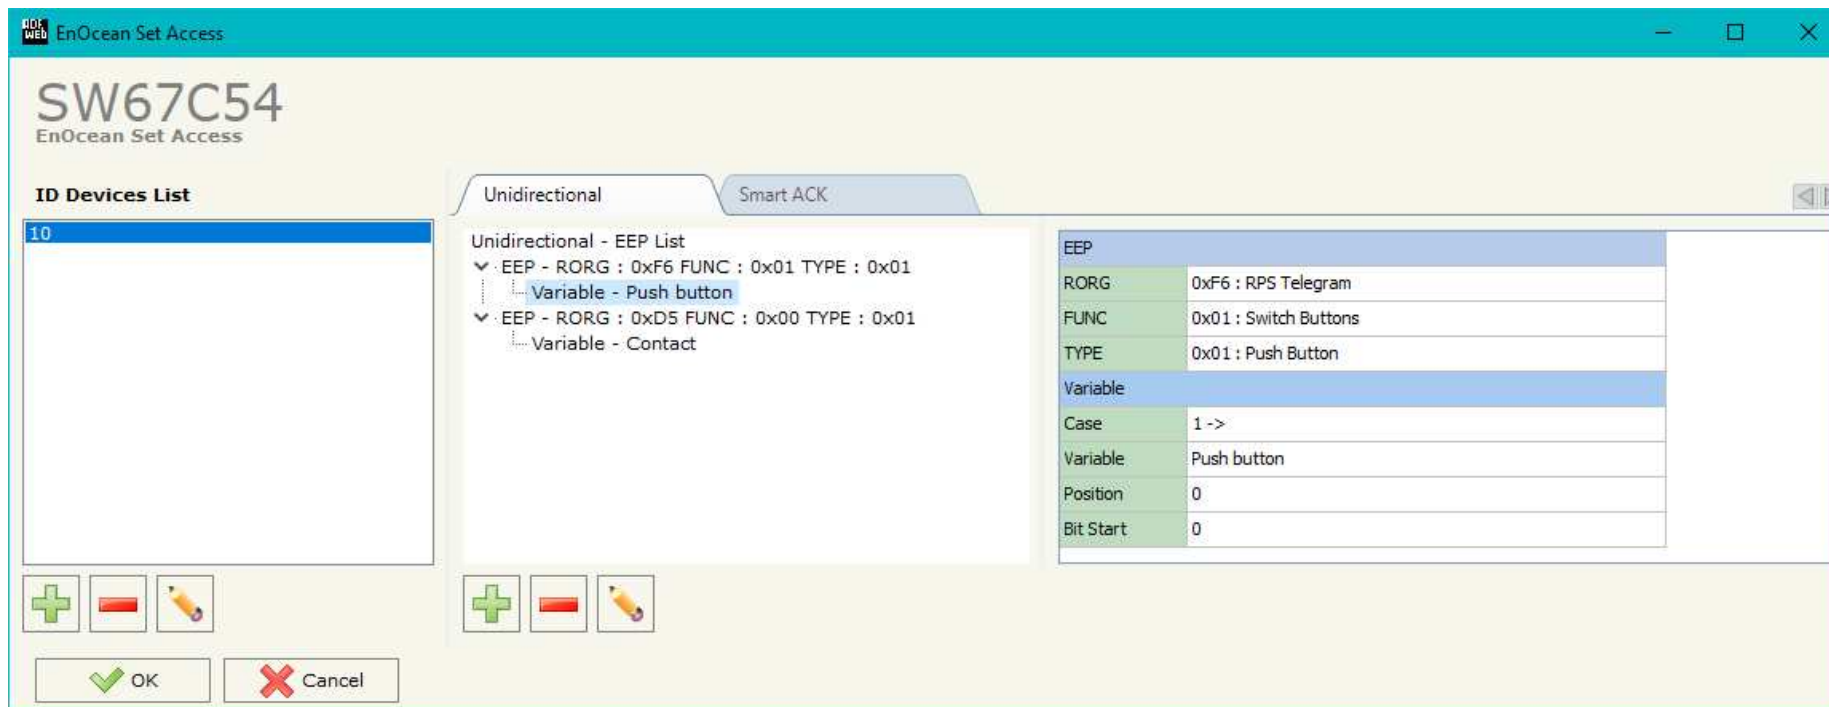 ADF WEB EnOcean Set Access
SW67C54
EnOcean Set Access
ID Devices List
10
OK
Cancel
Unidirectional
Smart ACK
Unidirectional - EEP List
EEP - RORG : 0xF6 FUNC : 0x01 TYPE : 0x01
Variable - Push button
EEP - RORG : 0xD5 FUNC : 0x00 TYPE : 0x01
Variable - Contact
EEP
RORG 0xF6 : RPS Telegram
FUNC 0x01 : Switch Buttons
TYPE 0x01 : Push Button
Variable
Case 1 ->
Variable Push button
Position 0
Bit Start 0